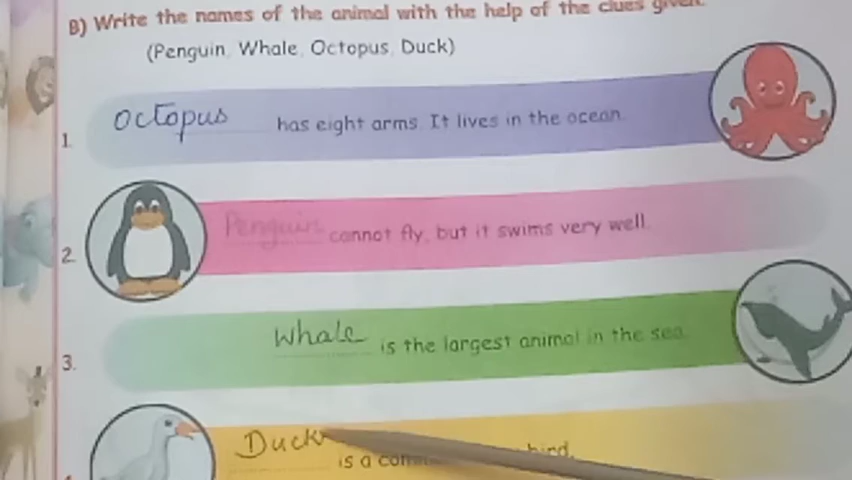 B) Write the names of the animal with the help of the clues given.
(Penguin, Whale, Octopus, Duck)
1. Octopus has eight arms. It lives in the ocean.
2. Penguin cannot fly, but it swims very well.
3. Whale is the largest animal in the sea.
Duck is a bird.